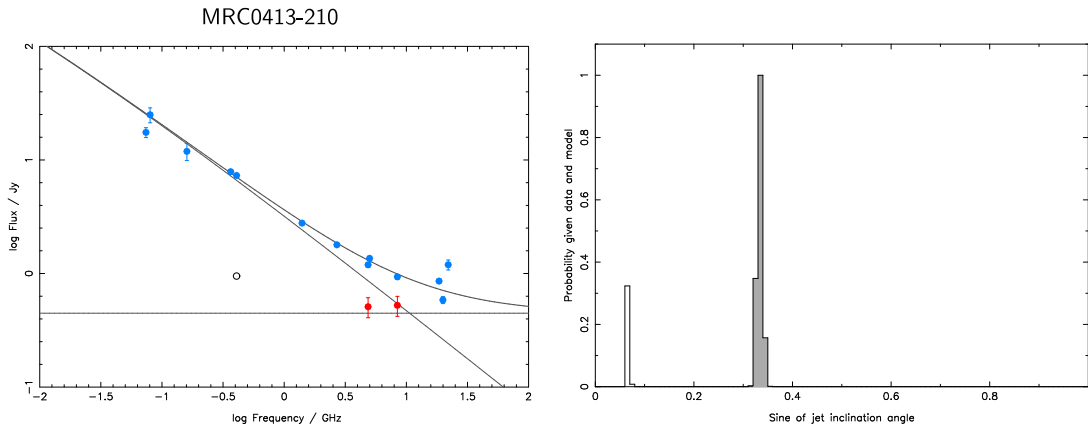 MRC0413-210
2
1
0
−1
log Flux / Jy
−2 −1.5 −1 −0.5 0 0.5 1 1.5 2
log Frequency / GHz
1
0.8
0.6
0.4
0.2
0
Probability given data and model
0 0.2 0.4 0.6 0.8
Sine of jet inclination angle